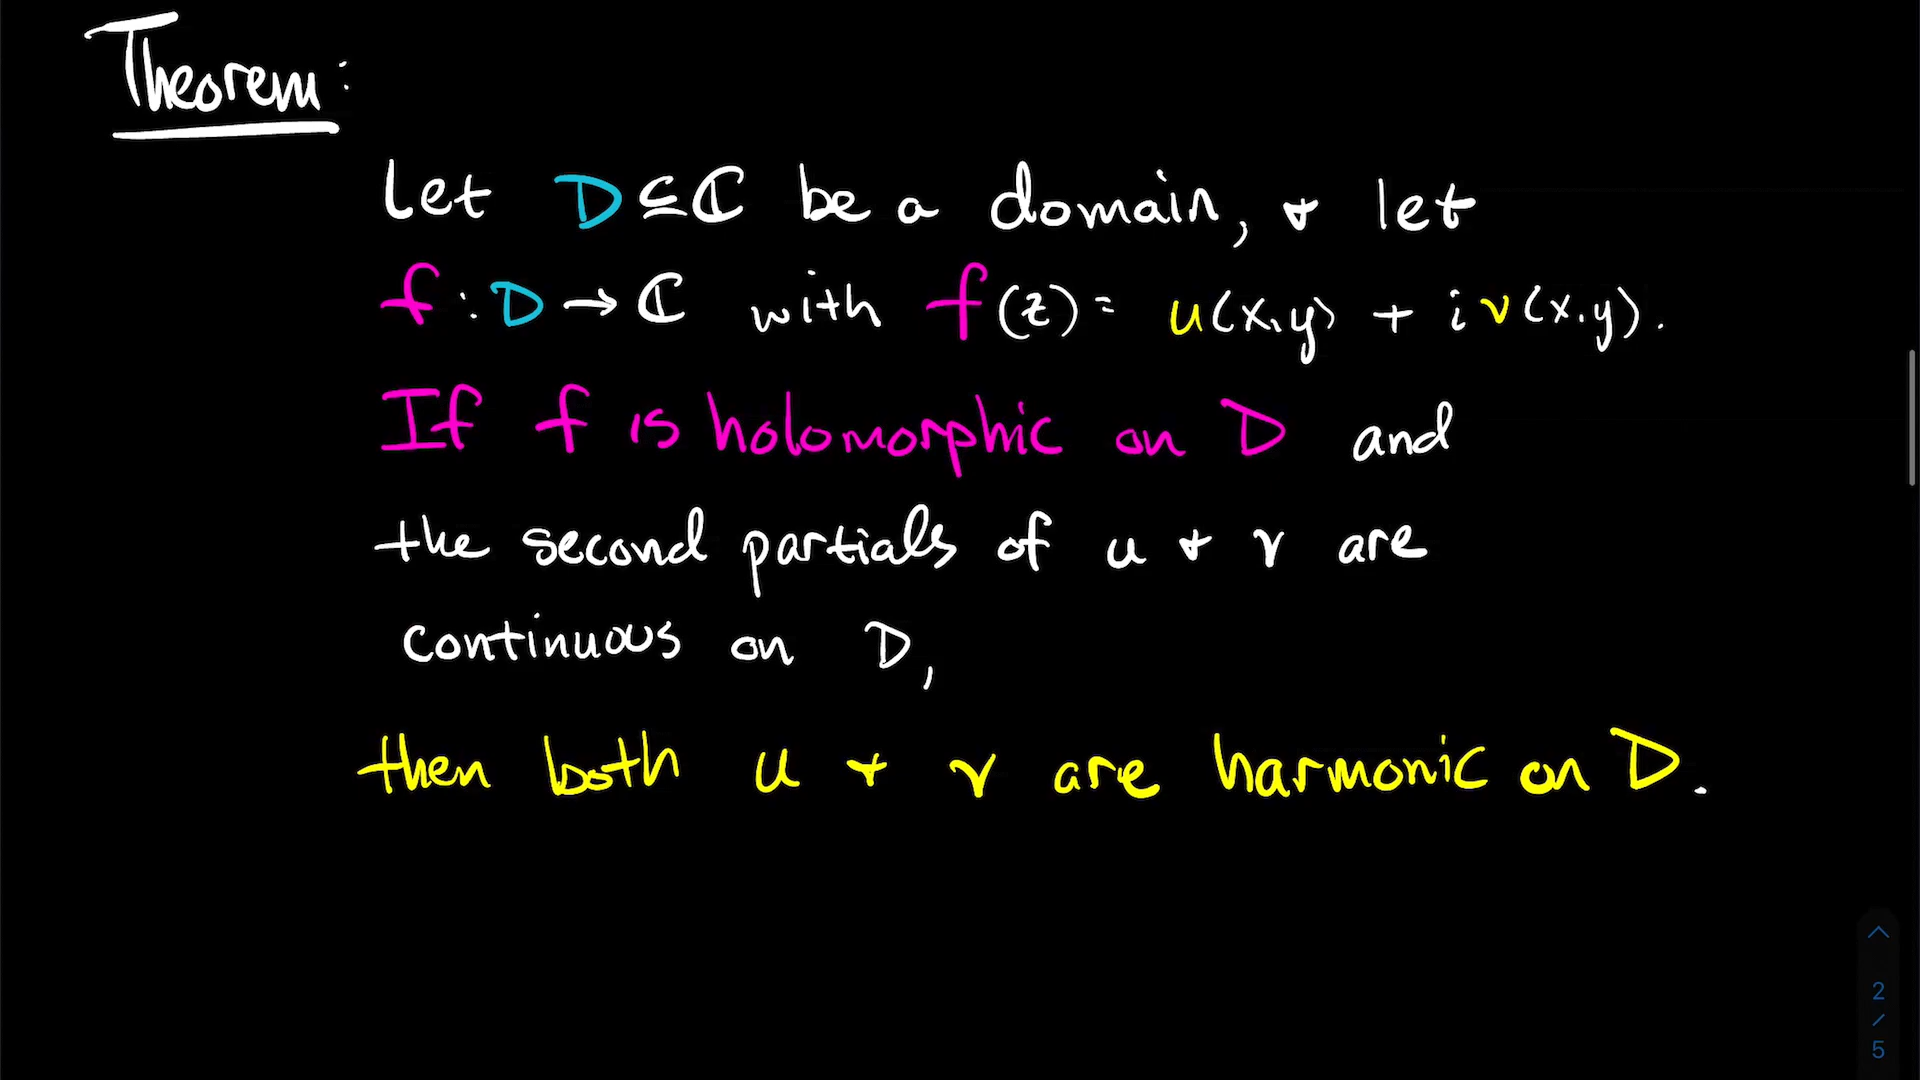 Theorem:
Let D ⊆ ℂ be a domain, & let
f : D → ℂ with f(z) = u(x,y) + i v(x,y).
If f is holomorphic on D and
the second partials of u & v are
continuous on D,
then both u & v are harmonic on D.
2
/
5